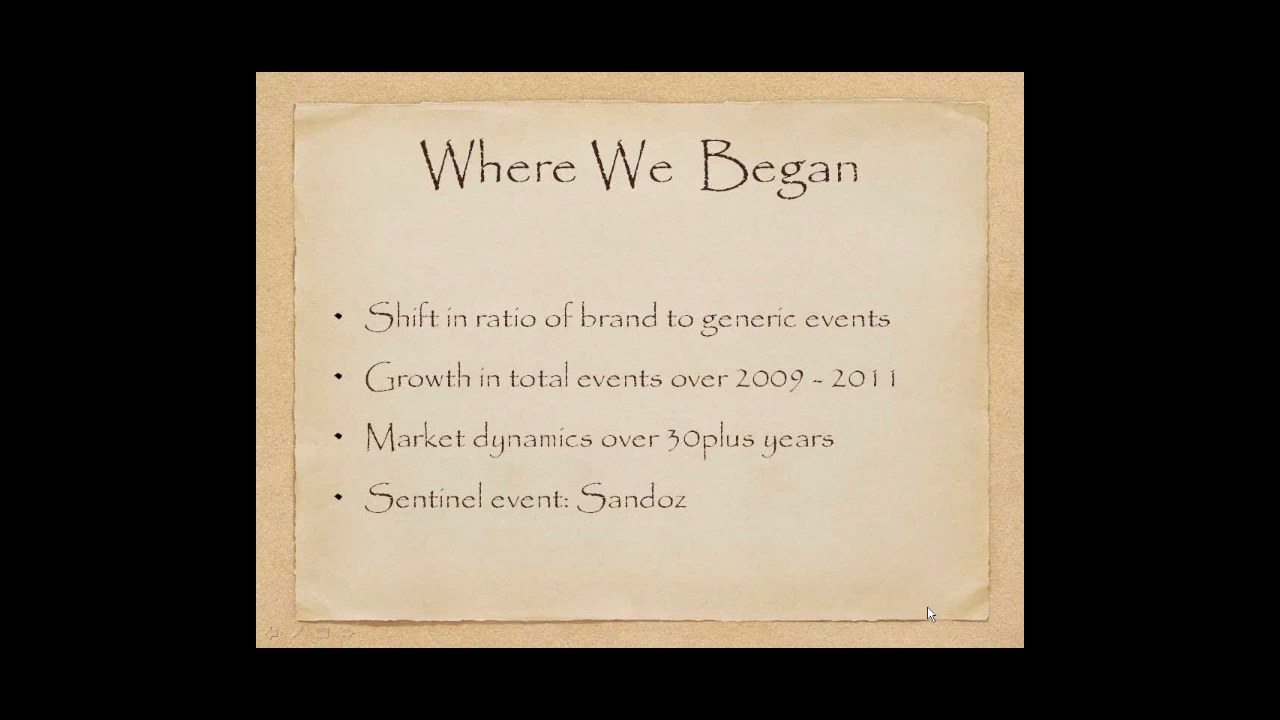 Where We Began
• Shift in ratio of brand to generic events
• Growth in total events over 2009 - 2011
• Market dynamics over 30plus years
• Sentinel event: Sandoz